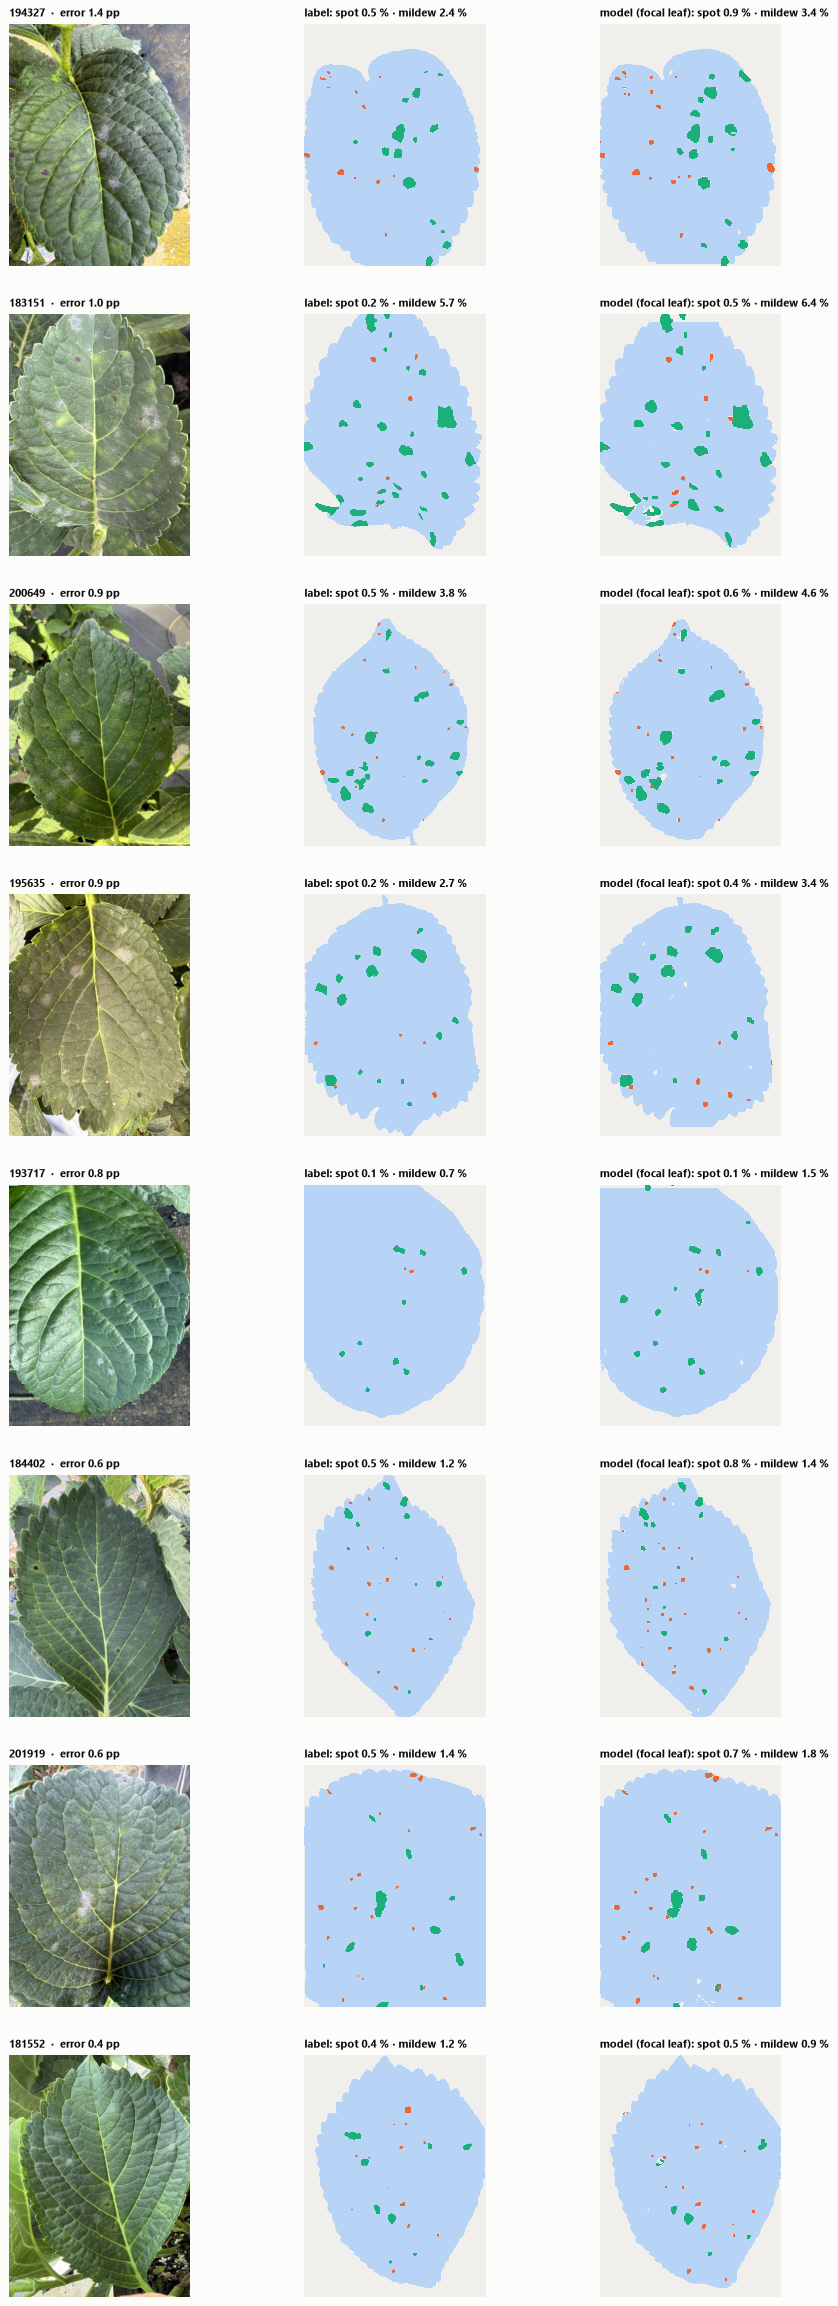 194327 · error 1.4 pp
label: spot 0.5 % · mildew 2.4 %
model (focal leaf): spot 0.9 % · mildew 3.4 %
183151 · error 1.0 pp
label: spot 0.2 % · mildew 5.7 %
model (focal leaf): spot 0.5 % · mildew 6.4 %
200649 · error 0.9 pp
label: spot 0.5 % · mildew 3.8 %
model (focal leaf): spot 0.6 % · mildew 4.6 %
195635 · error 0.9 pp
label: spot 0.2 % · mildew 2.7 %
model (focal leaf): spot 0.4 % · mildew 3.4 %
193717 · error 0.8 pp
label: spot 0.1 % · mildew 0.7 %
model (focal leaf): spot 0.1 % · mildew 1.5 %
184402 · error 0.6 pp
label: spot 0.5 % · mildew 1.2 %
model (focal leaf): spot 0.8 % · mildew 1.4 %
201919 · error 0.6 pp
label: spot 0.5 % · mildew 1.4 %
model (focal leaf): spot 0.7 % · mildew 1.8 %
181552 · error 0.4 pp
label: spot 0.4 % · mildew 1.2 %
model (focal leaf): spot 0.5 % · mildew 0.9 %